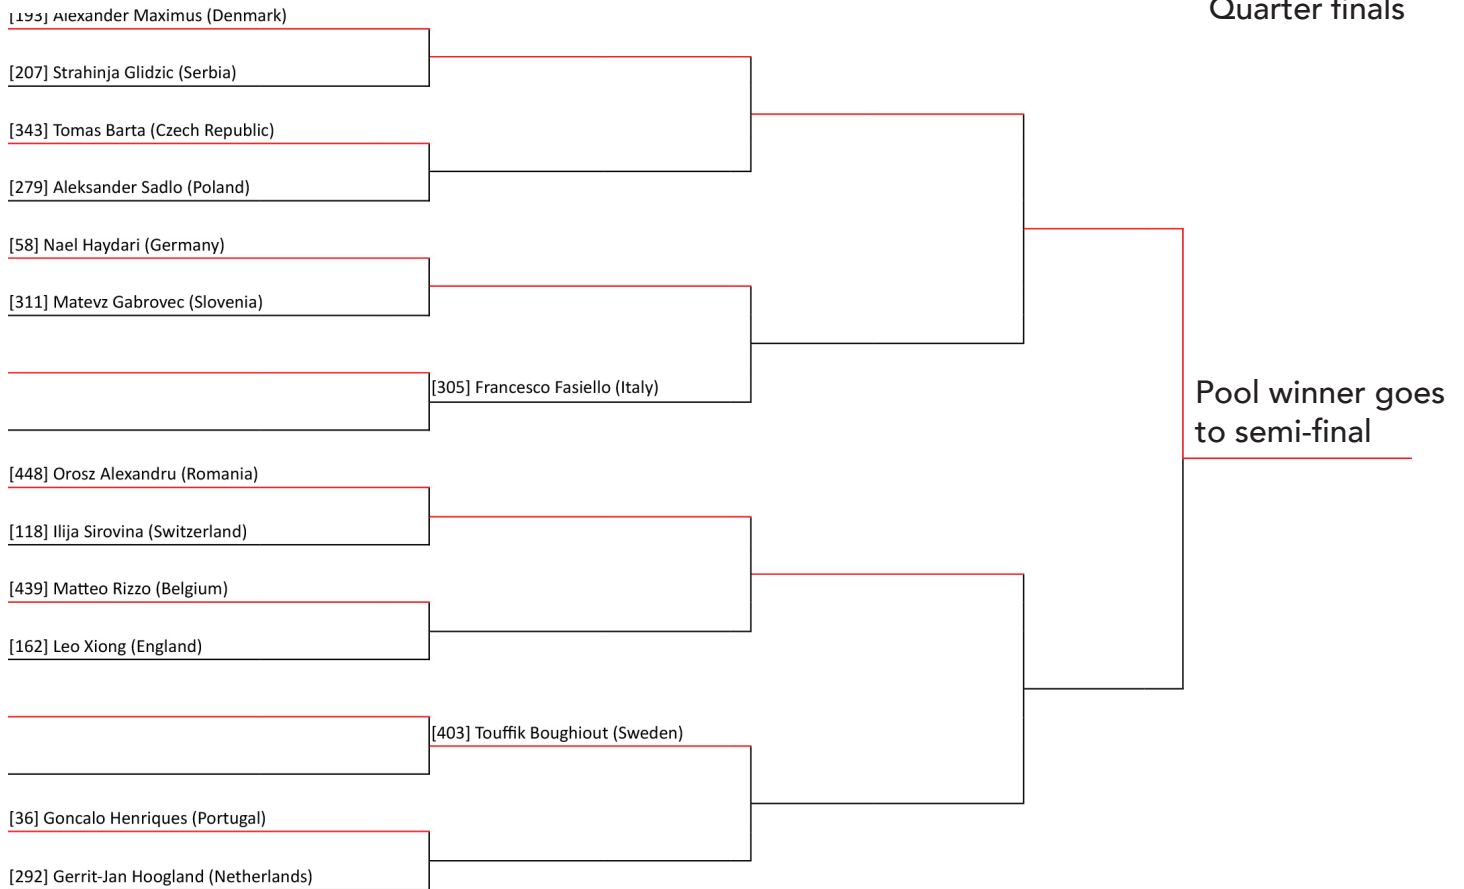 [193] Alexander Maximus (Denmark)
Quarter finals
[207] Strahinja Glidzic (Serbia)
[343] Tomas Barta (Czech Republic)
[279] Aleksander Sadlo (Poland)
[58] Nael Haydari (Germany)
[311] Matevz Gabrovec (Slovenia)
[305] Francesco Fasiello (Italy)
Pool winner goes
to semi-final
[448] Orosz Alexandru (Romania)
[118] Ilija Sirovina (Switzerland)
[439] Matteo Rizzo (Belgium)
[162] Leo Xiong (England)
[403] Touffik Boughiout (Sweden)
[36] Goncalo Henriques (Portugal)
[292] Gerrit-Jan Hoogland (Netherlands)